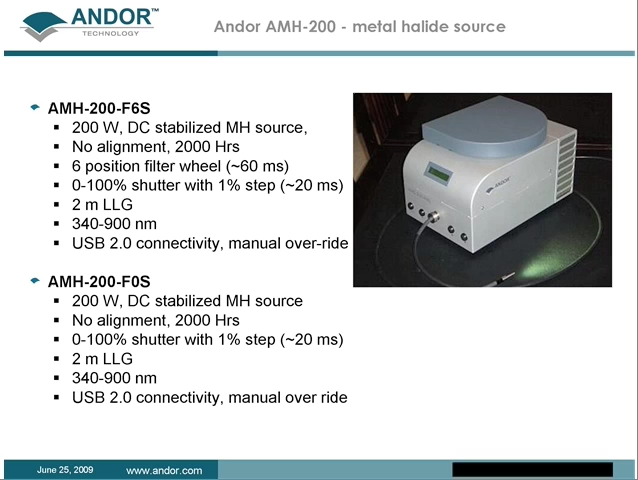 ANDOR™
TECHNOLOGY
Andor AMH-200 - metal halide source
AMH-200-F6S
▪ 200 W, DC stabilized MH source,
▪ No alignment, 2000 Hrs
▪ 6 position filter wheel (~60 ms)
▪ 0-100% shutter with 1% step (~20 ms)
▪ 2 m LLG
▪ 340-900 nm
▪ USB 2.0 connectivity, manual over-ride
AMH-200-F0S
▪ 200 W, DC stabilized MH source
▪ No alignment, 2000 Hrs
▪ 0-100% shutter with 1% step (~20 ms)
▪ 2 m LLG
▪ 340-900 nm
▪ USB 2.0 connectivity, manual over ride
ANDOR
June 25, 2009
www.andor.com